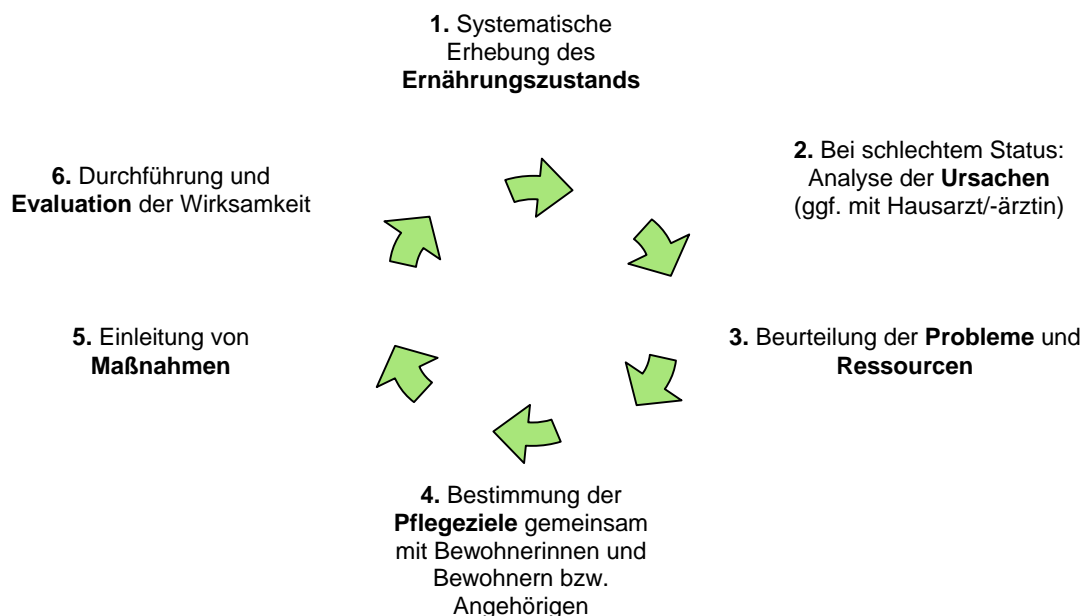 1. Systematische
Erhebung des
Ernährungszustands
2. Bei schlechtem Status:
Analyse der Ursachen
(ggf. mit Hausarzt/-ärztin)
3. Beurteilung der Probleme und
Ressourcen
4. Bestimmung der
Pflegeziele gemeinsam
mit Bewohnerinnen und
Bewohnern bzw.
Angehörigen
5. Einleitung von
Maßnahmen
6. Durchführung und
Evaluation der Wirksamkeit